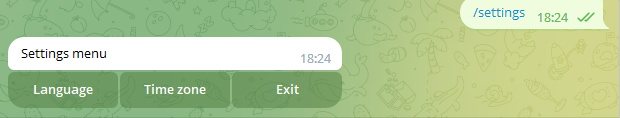 /settings 18:24
Settings menu
18:24
Language Time zone Exit